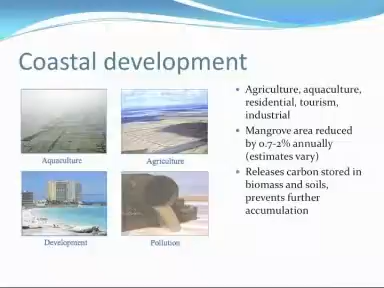 Coastal development
Aquaculture
Agriculture
Development
Pollution
• Agriculture, aquaculture,
residential, tourism,
industrial
• Mangrove area reduced
by 0.7-2% annually
(estimates vary)
• Releases carbon stored in
biomass and soils,
prevents further
accumulation